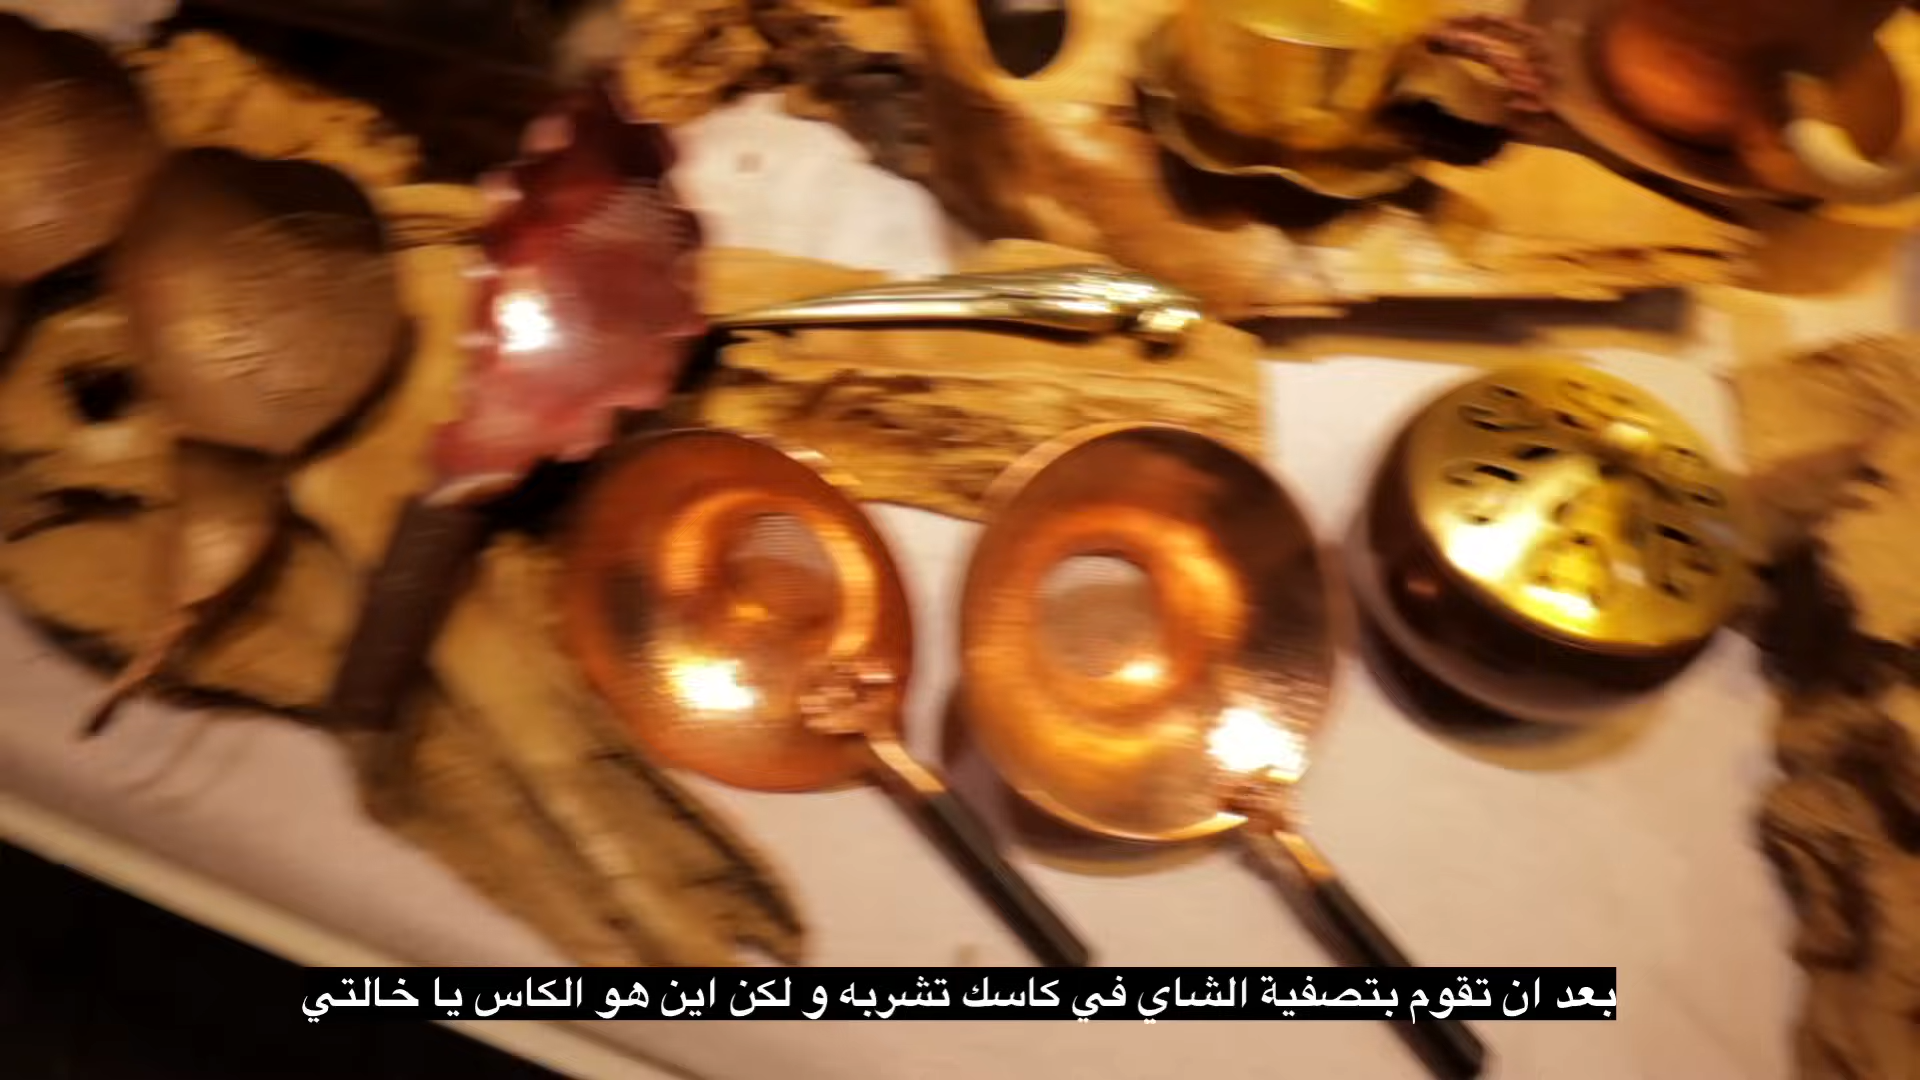 بعد ان تقوم بتصفية الشاي في كاسك تشربه و لكن اين هو الكاس يا خالتي